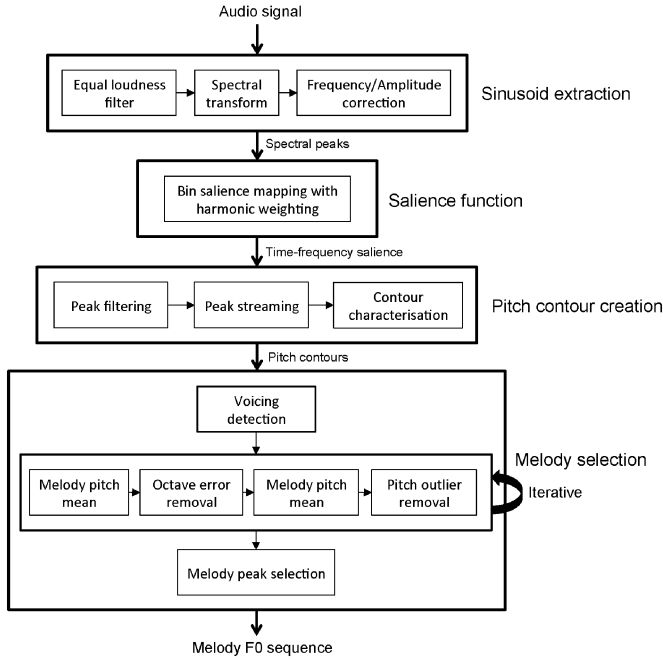 Audio signal
Equal loudness
filter
Spectral
transform
Frequency/Amplitude
correction
Sinusoid extraction
Spectral peaks
Bin salience mapping with
harmonic weighting
Salience function
Time-frequency salience
Peak filtering
Peak streaming
Contour
characterisation
Pitch contour creation
Pitch contours
Voicing
detection
Melody selection
Melody pitch
mean
Octave error
removal
Melody pitch
mean
Pitch outlier
removal
Iterative
Melody peak selection
Melody F0 sequence